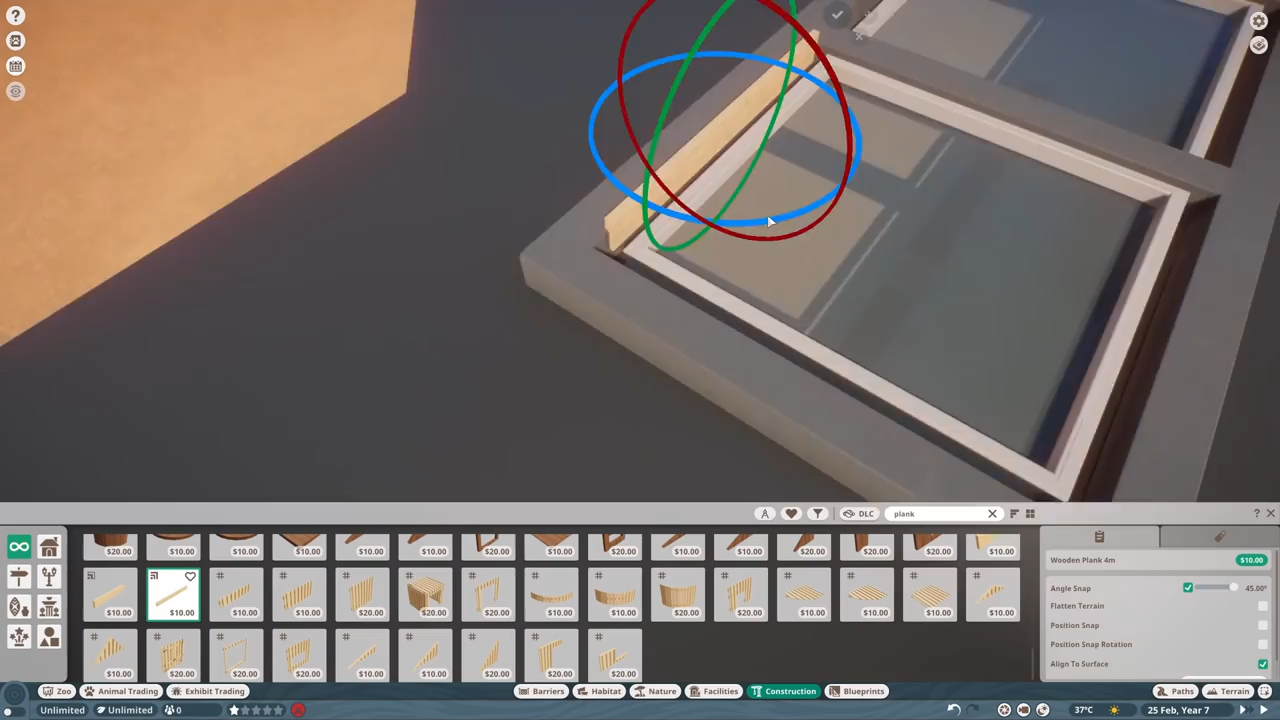 ?
DLC
plank
?
$20.00 $10.00 $10.00 $10.00 $10.00 $10.00 $20.00 $10.00 $20.00 $10.00 $10.00 $20.00 $20.00 $20.00 $10.00
Wooden Plank 4m $10.00
Angle Snap 45.00°
Flatten Terrain
$10.00 $10.00 $10.00 $10.00 $20.00 $20.00 $20.00 $10.00 $10.00 $20.00 $20.00 $10.00 $10.00 $10.00 $10.00
Position Snap
Position Snap Rotation
Align To Surface
$10.00 $20.00 $20.00 $20.00 $10.00 $10.00 $20.00 $20.00 $10.00
Zoo Animal Trading Exhibit Trading Barriers Habitat Nature Facilities Construction Blueprints Paths Terrain
Unlimited Unlimited 0 37°C 25 Feb, Year 7